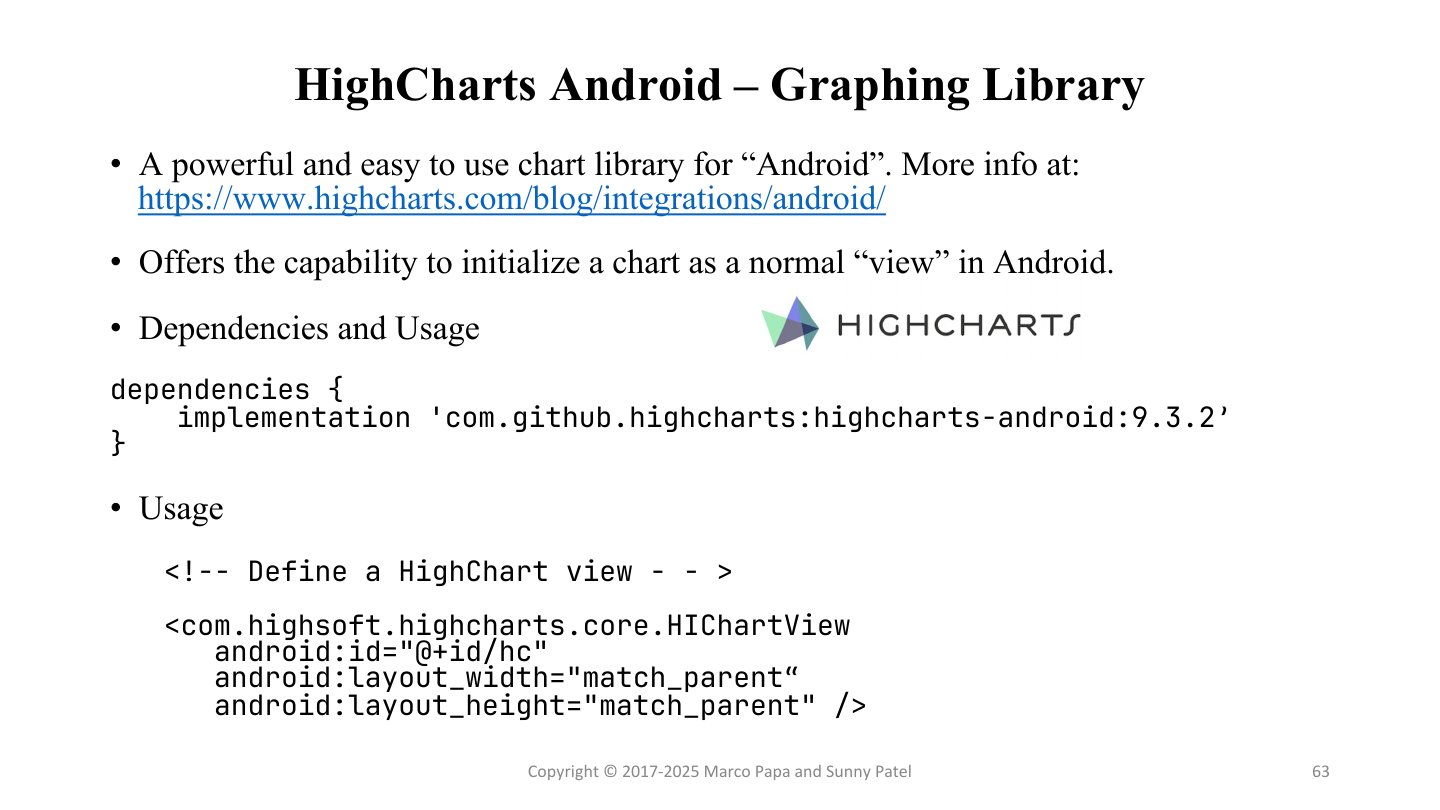 HighCharts Android – Graphing Library
• A powerful and easy to use chart library for “Android”. More info at:
https://www.highcharts.com/blog/integrations/android/
• Offers the capability to initialize a chart as a normal “view” in Android.
• Dependencies and Usage
HIGHCHARTS
dependencies {
    implementation 'com.github.highcharts:highcharts-android:9.3.2’
}
• Usage
<!-- Define a HighChart view - - >
<com.highsoft.highcharts.core.HIChartView
   android:id="@+id/hc"
   android:layout_width="match_parent“
   android:layout_height="match_parent" />
Copyright © 2017-2025 Marco Papa and Sunny Patel
63